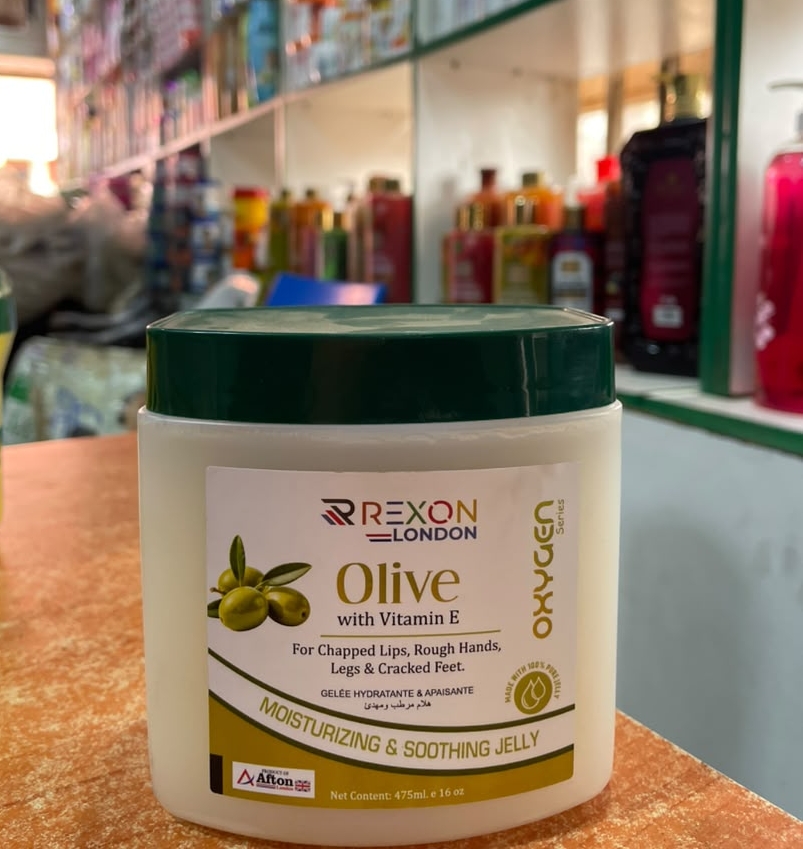 REXON
LONDON
OXYGEN
Series
Olive
with Vitamin E
For Chapped Lips, Rough Hands,
Legs & Cracked Feet.
GELÉE HYDRATANTE & APAISANTE
هلام مرطب ومهدئ
MADE WITH 100% PURE JELLY
MOISTURIZING & SOOTHING JELLY
PRODUCT OF
Afton
London
Net Content: 475ml. e 16 oz